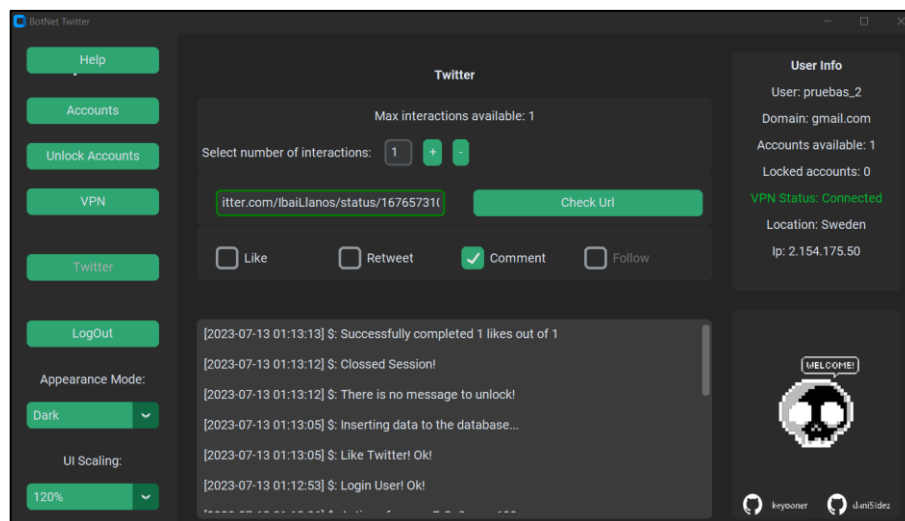 BotNet Twitter
Help
Accounts
Unlock Accounts
VPN
Twitter
LogOut
Appearance Mode:
Dark
UI Scaling:
120%
Twitter
Max interactions available: 1
Select number of interactions: 1 + -
itter.com/IbaiLlanos/status/16765731( Check Url
Like Retweet Comment Follow
[2023-07-13 01:13:13] $: Successfully completed 1 likes out of 1
[2023-07-13 01:13:12] $: Clossed Session!
[2023-07-13 01:13:12] $: There is no message to unlock!
[2023-07-13 01:13:05] $: Inserting data to the database...
[2023-07-13 01:13:05] $: Like Twitter! Ok!
[2023-07-13 01:12:53] $: Login User! Ok!
User Info
User: pruebas_2
Domain: gmail.com
Accounts available: 1
Locked accounts: 0
VPN Status: Connected
Location: Sweden
Ip: 2.154.175.50
WELCOME!
keyooner